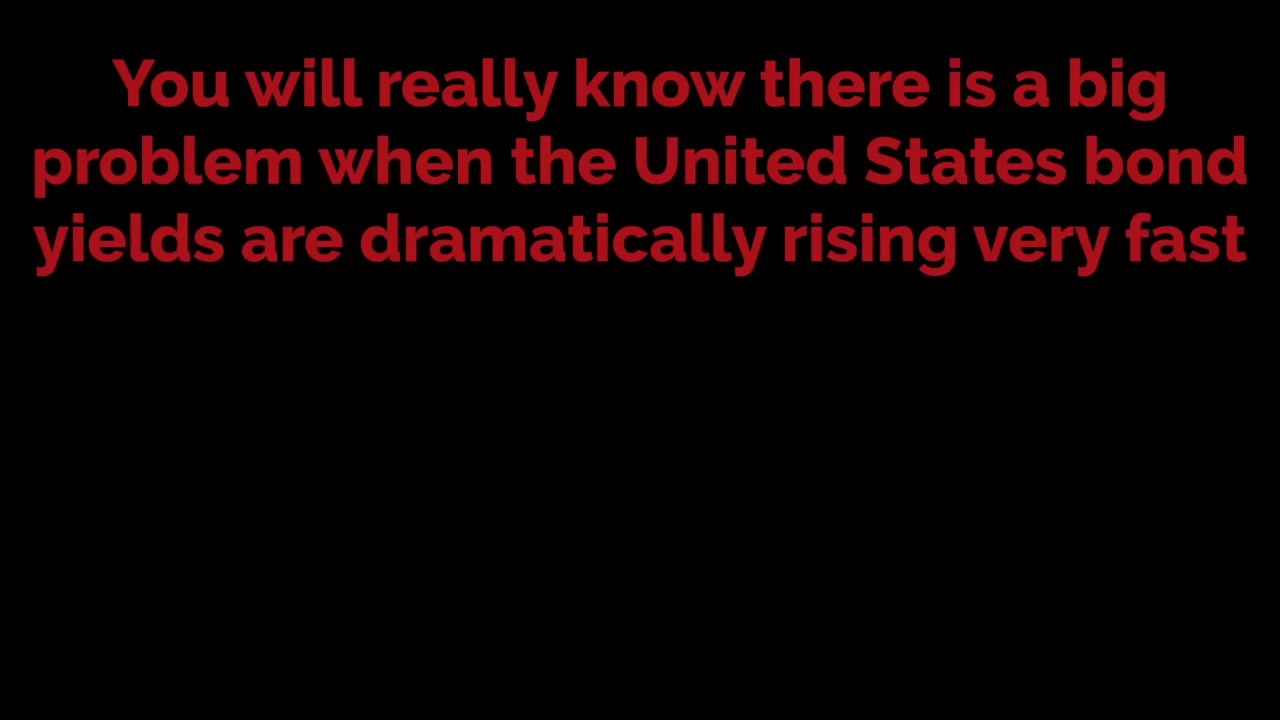 You will really know there is a big
problem when the United States bond
yields are dramatically rising very fast